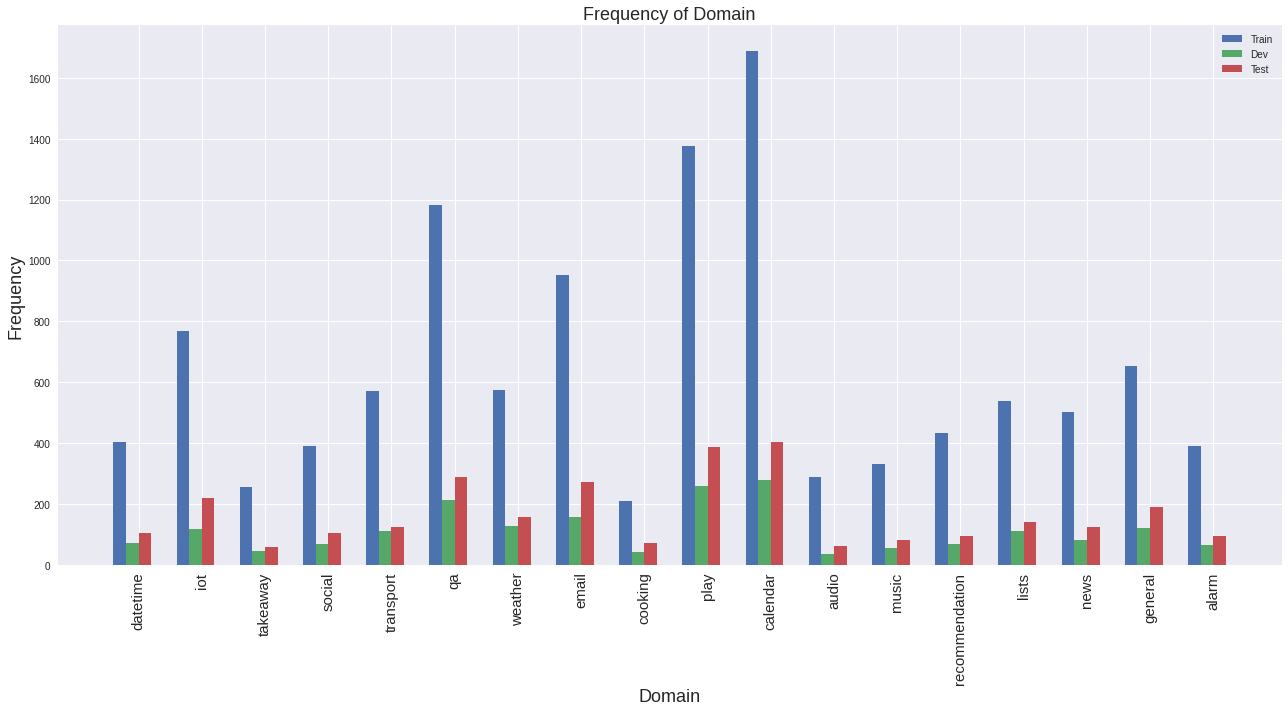 Frequency of Domain
Train
Dev
Test
Frequency
1600
1400
1200
1000
800
600
400
200
0
datetime
iot
takeaway
social
transport
qa
weather
email
cooking
play
calendar
audio
music
recommendation
lists
news
general
alarm
Domain